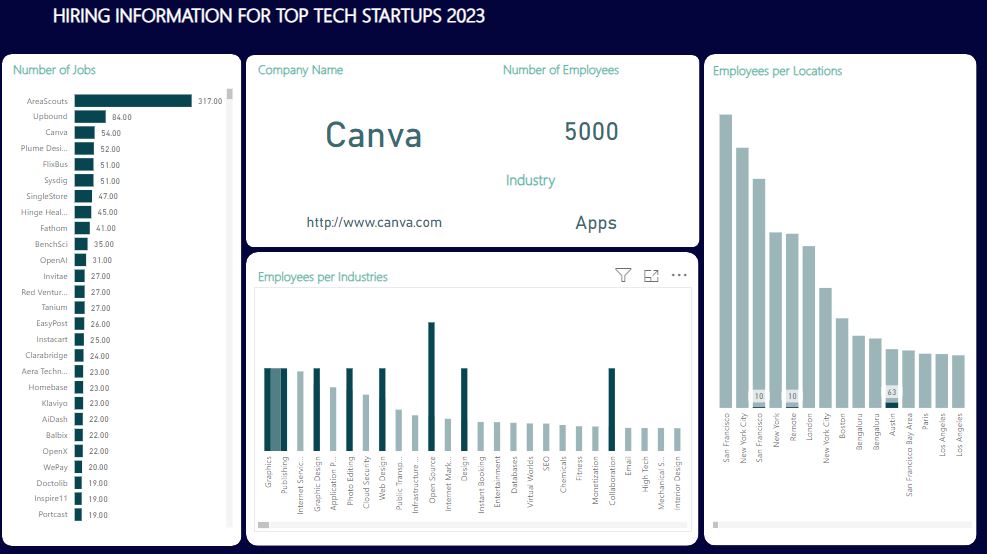 HIRING INFORMATION FOR TOP TECH STARTUPS 2023
Number of Jobs
AreaScouts 317.00
Upbound 84.00
Canva 54.00
Plume Desi... 52.00
FlixBus 51.00
Sysdig 51.00
SingleStore 47.00
Hinge Heal... 45.00
Fathom 41.00
BenchSci 35.00
OpenAI 31.00
Invitae 27.00
Red Ventur... 27.00
Tanium 27.00
EasyPost 26.00
Instacart 25.00
Clarabridge 24.00
Aera Techn... 23.00
Homebase 23.00
Klaviyo 23.00
AiDash 22.00
Balbix 22.00
OpenX 22.00
WePay 20.00
Doctolib 19.00
Inspire11 19.00
Portcast 19.00
Company Name
Canva
http://www.canva.com
Number of Employees
5000
Industry
Apps
Employees per Industries
Graphics
Publishing
Internet Servic...
Graphic Design
Application P...
Photo Editing
Cloud Security
Web Design
Public Transp...
Infrastructure...
Open Source
Internet Mark...
Design
Instant Booking
Entertainment
Databases
Virtual Worlds
SEO
Chemicals
Fitness
Monetization
Collaboration
Email
High Tech
Mechanical S...
Interior Design
Employees per Locations
10
10
63
San Francisco
New York City
San Francisco
New York
Remote
London
New York City
Boston
Bengaluru
Bengaluru
Austin
San Francisco Bay Area
Paris
Los Angeles
Los Angeles